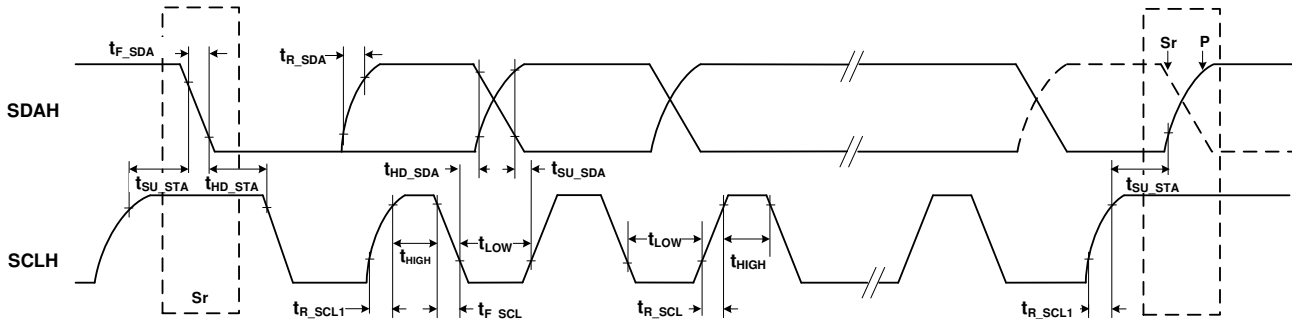 Sr
P
t_F_SDA
t_R_SDA
SDAH
t_HD_SDA
t_SU_SDA
t_SU_STA
t_HD_STA
t_SU_STA
t_LOW
t_LOW
t_HIGH
t_HIGH
SCLH
Sr
t_R_SCL1
t_F_SCL
t_R_SCL
t_R_SCL1